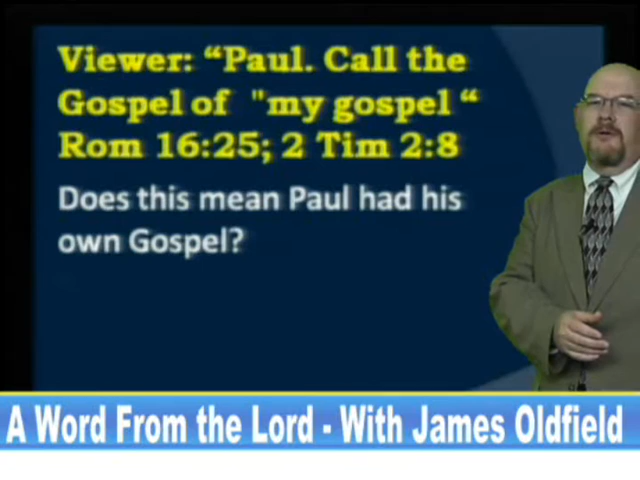 Viewer: “Paul. Call the
Gospel of "my gospel “
Rom 16:25; 2 Tim 2:8
Does this mean Paul had his
own Gospel?
A Word From the Lord - With James Oldfield